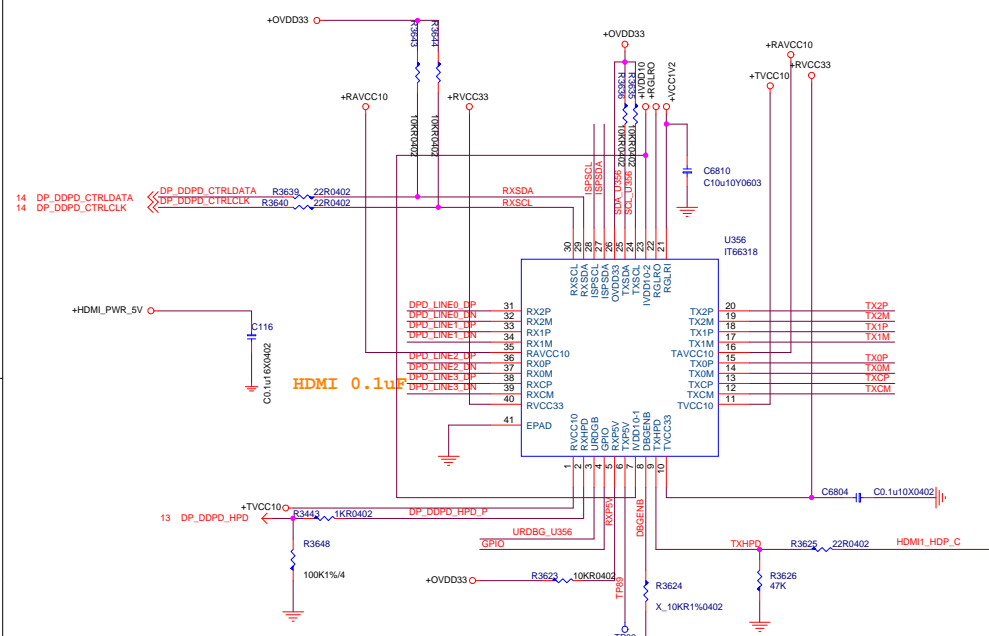 +OVDD33
R3643
R3644
10KR0402
10KR0402
+RAVCC10
+RVCC33
+OVDD33
R3636
R3635
10KR0402
10KR0402
+IVDD10
+RGLRO
+VCC1V2
+RAVCC10
+RVCC33
+TVCC10
C6810
C10u10Y0603
14 DP_DDPD_CTRLDATA
14 DP_DDPD_CTRLCLK
DP_DDPD_CTRLDATA
DP_DDPD_CTRLCLK
R3639 22R0402
R3640 22R0402
RXSDA
RXSCL
ISPSCL
ISPSDA
SDA_U356
SCL_U356
U356
IT66318
30 29 28 27 26 25 24 23 22 21
RXSCL
RXSDA
ISPSCL
ISPSDA
OVDD33
TXSDA
TXSCL
IVDD10-2
RGLRO
RGLRI
+HDMI_PWR_5V
C116
C0.1u16X0402
HDMI 0.1uF
DPD_LINE0_DP 31 RX2P
DPD_LINE0_DN 32 RX2M
DPD_LINE1_DP 33 RX1P
DPD_LINE1_DN 34 RX1M
35 RAVCC10
DPD_LINE2_DP 36 RX0P
DPD_LINE2_DN 37 RX0M
DPD_LINE3_DP 38 RXCP
DPD_LINE3_DN 39 RXCM
40 RVCC33
41 EPAD
TX2P 20 TX2P
TX2M 19 TX2M
TX1P 18 TX1P
TX1M 17 TX1M
TAVCC10 16
TX0P 15 TX0P
TX0M 14 TX0M
TXCP 13 TXCP
TXCM 12 TXCM
TVCC10 11
RVCC10
RXHPD
URDGB
GPIO
RXP5V
TXP5V
IVDD10-1
DBGENB
TXHPD
TVCC33
1 2 3 4 5 6 7 8 9 10
C6804 C0.1u10X0402
+TVCC10
13 DP_DDPD_HPD
R3443 1KR0402
DP_DDPD_HPD_P
R3648
100K1%/4
URDBG_U356
GPIO
RXP5V
DBGENB
+OVDD33
R3623 10KR0402
TP89
R3624
X_10KR1%0402
TXHPD
R3625 22R0402
HDMI1_HDP_C
R3626
47K